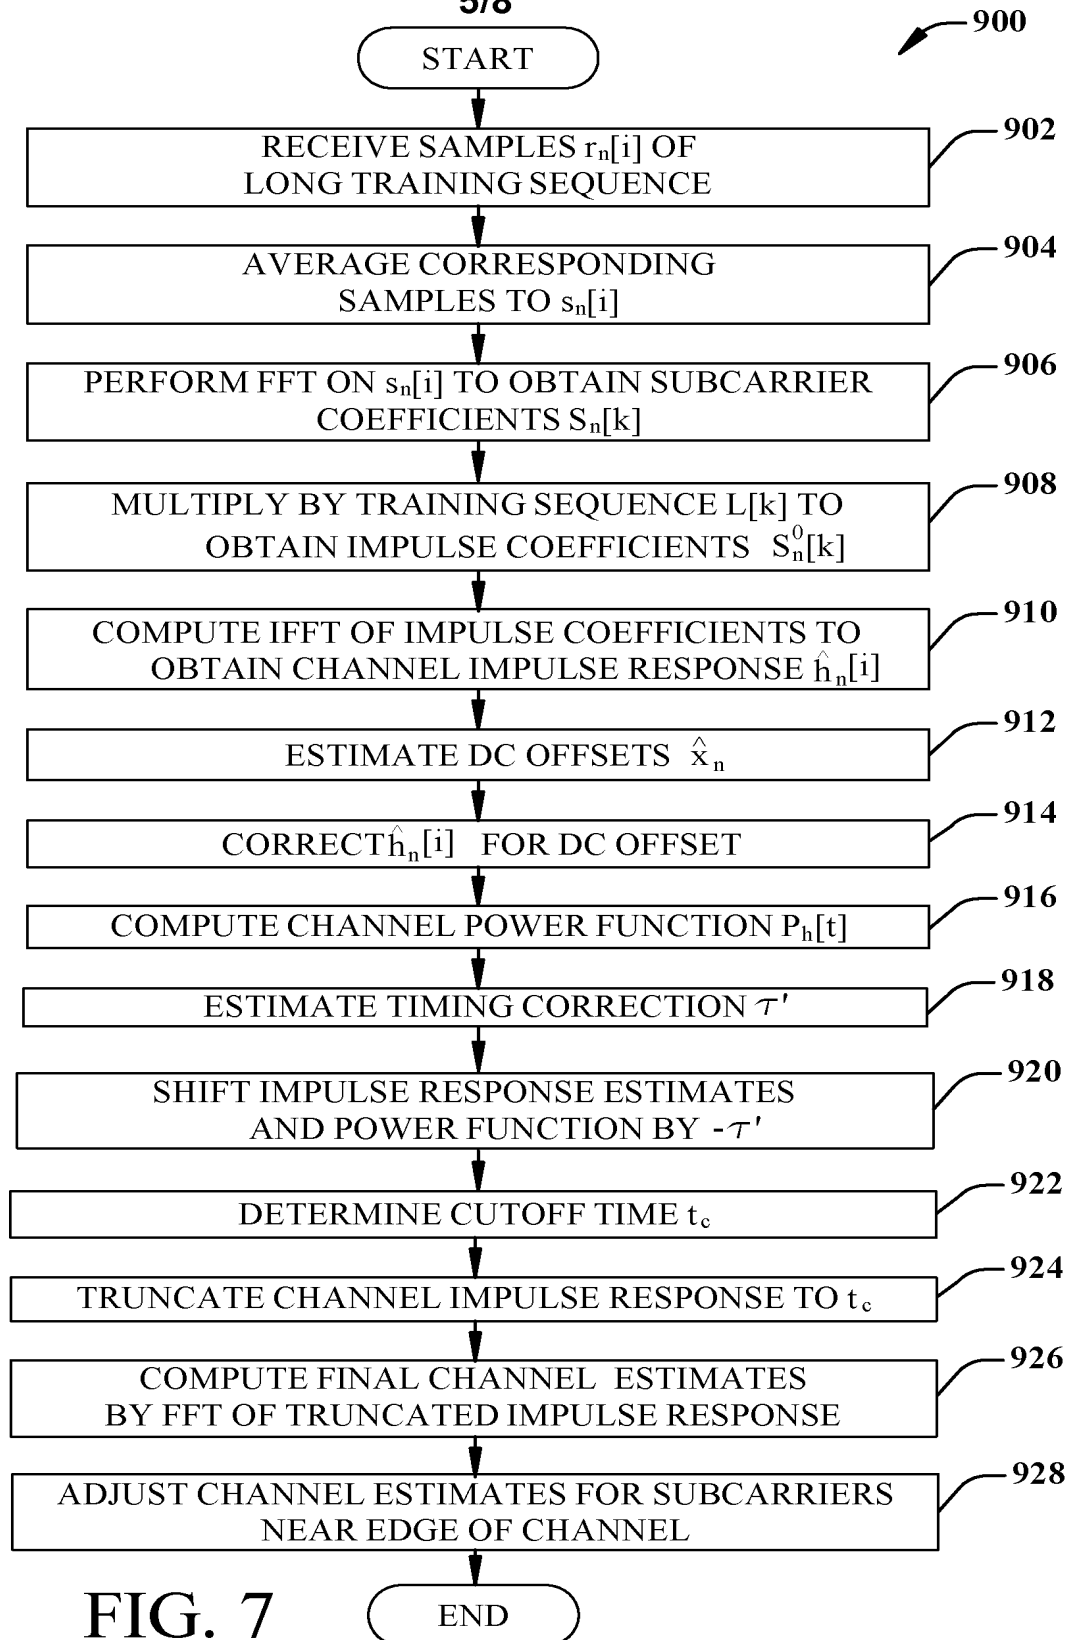 5/8
900
START
902
RECEIVE SAMPLES rₙ[i] OF
LONG TRAINING SEQUENCE
904
AVERAGE CORRESPONDING
SAMPLES TO sₙ[i]
906
PERFORM FFT ON sₙ[i] TO OBTAIN SUBCARRIER
COEFFICIENTS Sₙ[k]
908
MULTIPLY BY TRAINING SEQUENCE L[k] TO
OBTAIN IMPULSE COEFFICIENTS Sₙ⁰[k]
910
COMPUTE IFFT OF IMPULSE COEFFICIENTS TO
OBTAIN CHANNEL IMPULSE RESPONSE ĥₙ[i]
912
ESTIMATE DC OFFSETS x̂ₙ
914
CORRECT ĥₙ[i] FOR DC OFFSET
916
COMPUTE CHANNEL POWER FUNCTION Pₕ[t]
918
ESTIMATE TIMING CORRECTION τ'
920
SHIFT IMPULSE RESPONSE ESTIMATES
AND POWER FUNCTION BY -τ'
922
DETERMINE CUTOFF TIME t_c
924
TRUNCATE CHANNEL IMPULSE RESPONSE TO t_c
926
COMPUTE FINAL CHANNEL ESTIMATES
BY FFT OF TRUNCATED IMPULSE RESPONSE
928
ADJUST CHANNEL ESTIMATES FOR SUBCARRIERS
NEAR EDGE OF CHANNEL
END
FIG. 7